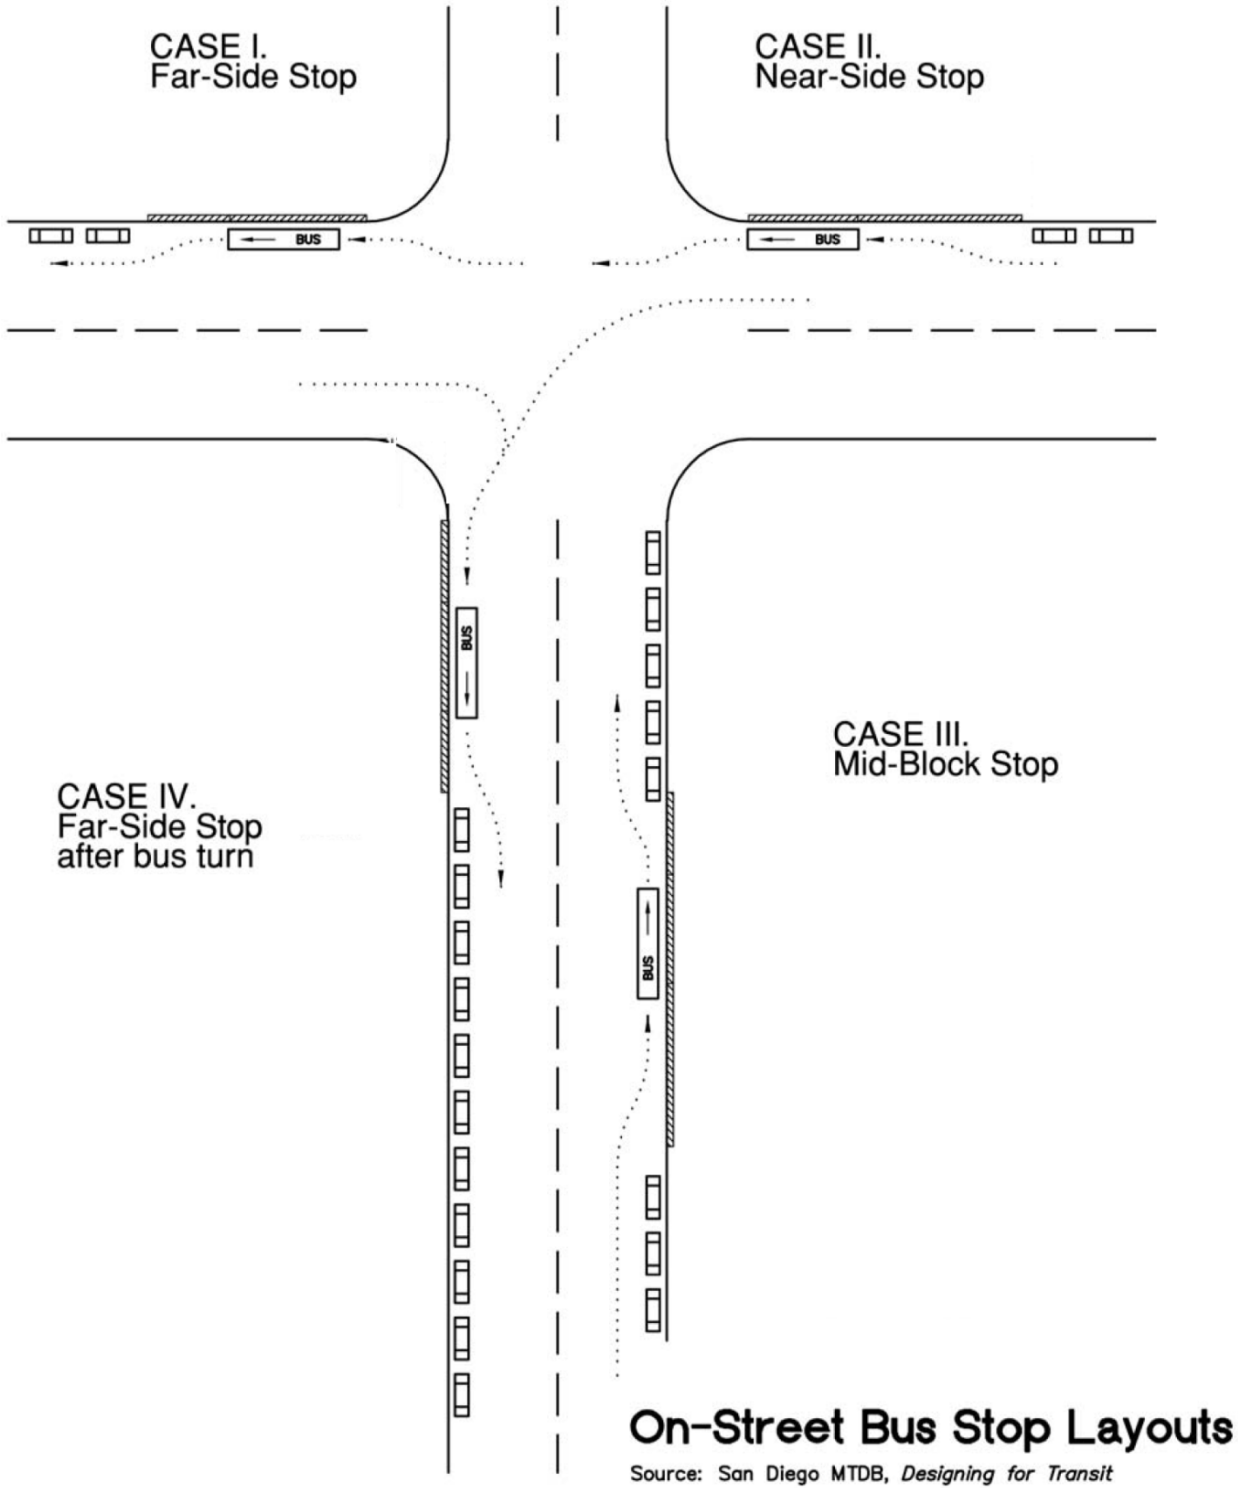 CASE I.
Far-Side Stop
CASE II.
Near-Side Stop
BUS
BUS
BUS
CASE III.
Mid-Block Stop
CASE IV.
Far-Side Stop
after bus turn
BUS
On-Street Bus Stop Layouts
Source: San Diego MTDB, Designing for Transit